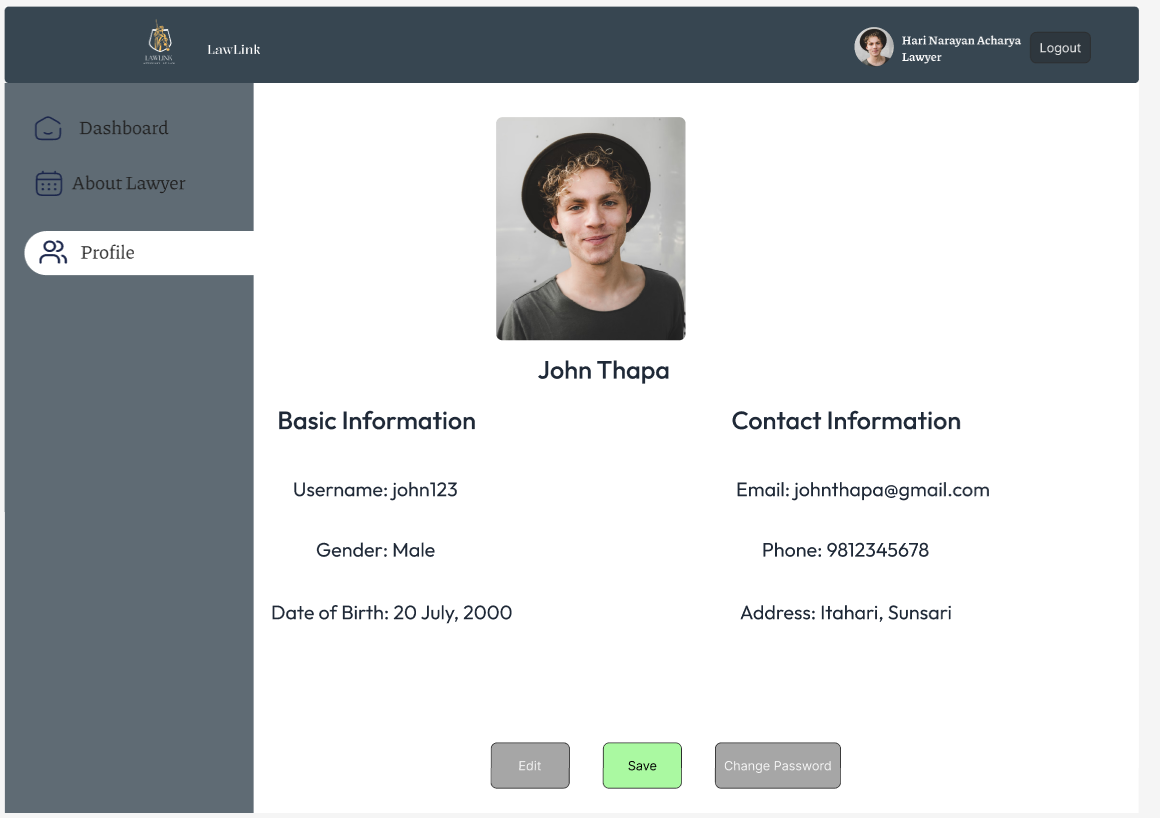 LAWLINK
LawLink
Hari Narayan Acharya
Lawyer
Logout
Dashboard
About Lawyer
Profile
John Thapa
Basic Information
Contact Information
Username: john123
Email: johnthapa@gmail.com
Gender: Male
Phone: 9812345678
Date of Birth: 20 July, 2000
Address: Itahari, Sunsari
Edit
Save
Change Password